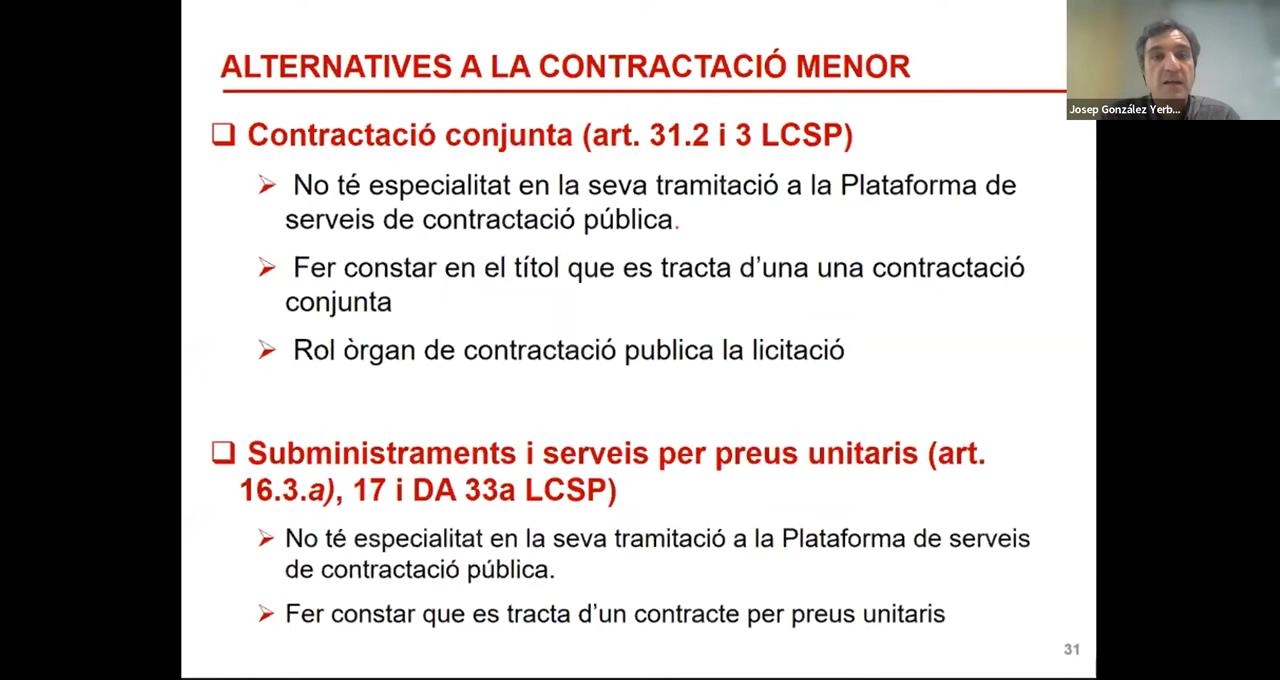 ALTERNATIVES A LA CONTRACTACIÓ MENOR
Josep González Yerb...
Contractació conjunta (art. 31.2 i 3 LCSP)
No té especialitat en la seva tramitació a la Plataforma de
serveis de contractació pública.
Fer constar en el títol que es tracta d’una una contractació
conjunta
Rol òrgan de contractació publica la licitació
Subministraments i serveis per preus unitaris (art.
16.3.a), 17 i DA 33a LCSP)
No té especialitat en la seva tramitació a la Plataforma de serveis
de contractació pública.
Fer constar que es tracta d’un contracte per preus unitaris
31